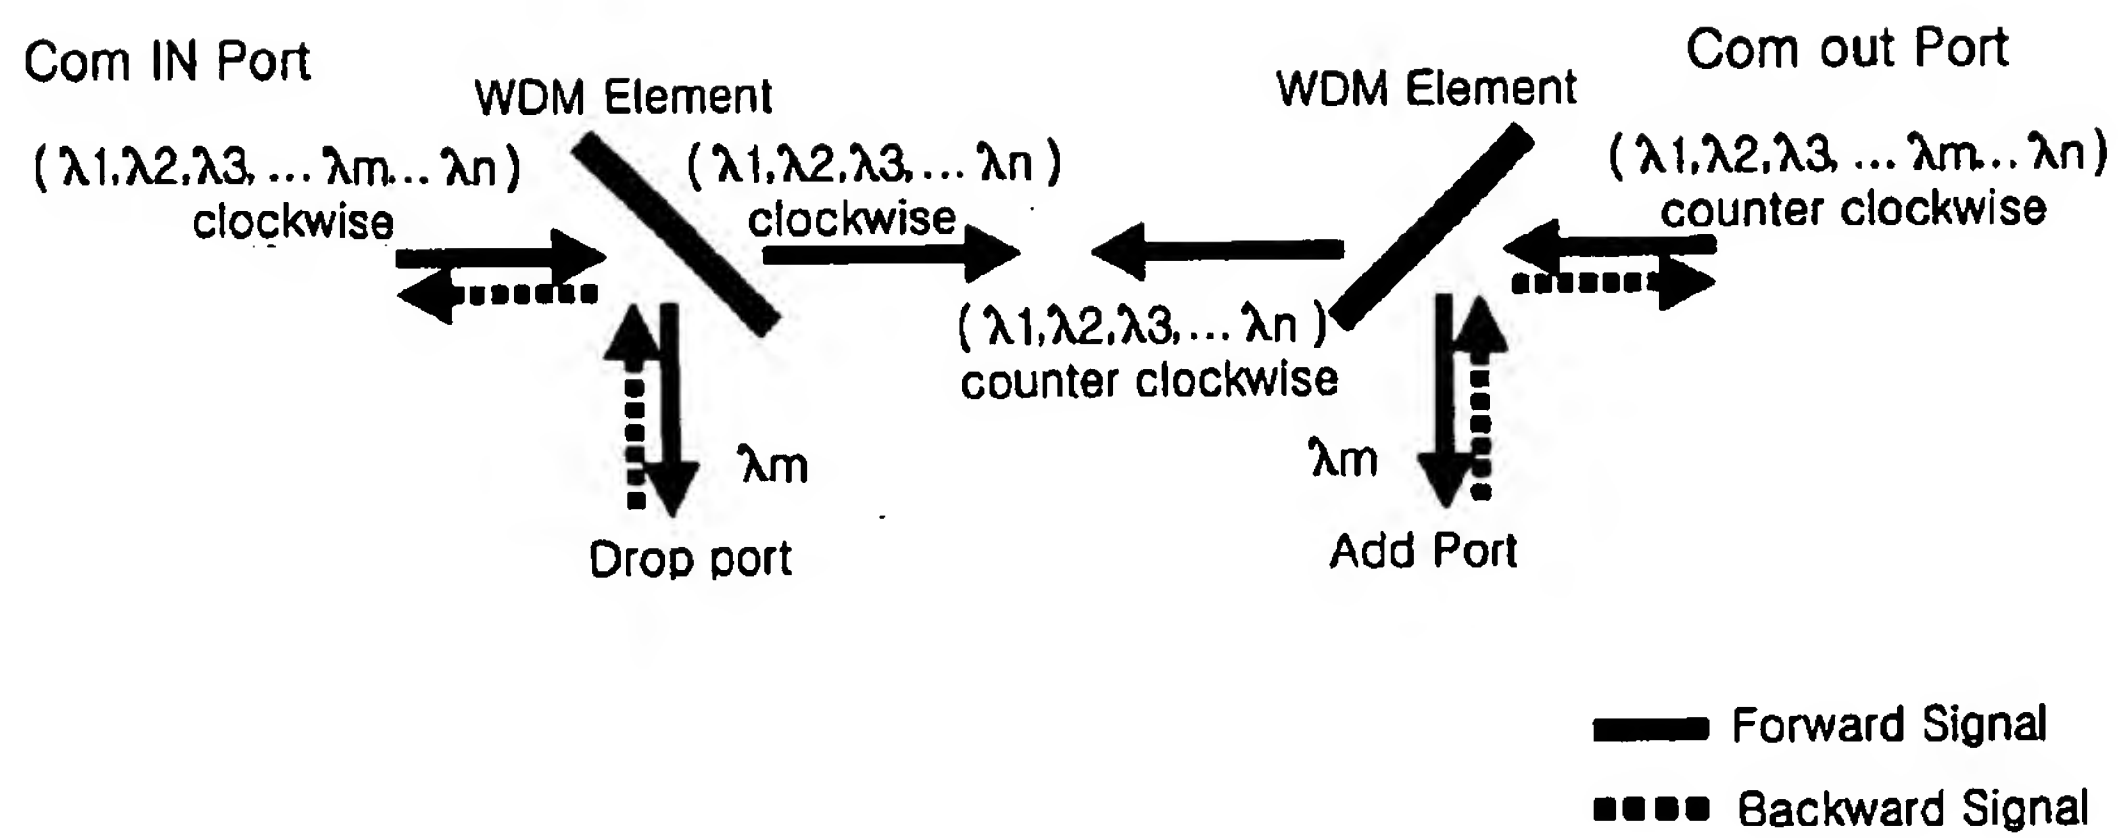 Com IN Port
WDM Element
WDM Element
Com out Port
(λ1,λ2,λ3, ... λm... λn)
clockwise
(λ1,λ2,λ3,... λn)
clockwise
(λ1,λ2,λ3, ... λm... λn)
counter clockwise
(λ1,λ2,λ3,... λn)
counter clockwise
λm
λm
Drop port
Add Port
Forward Signal
Backward Signal